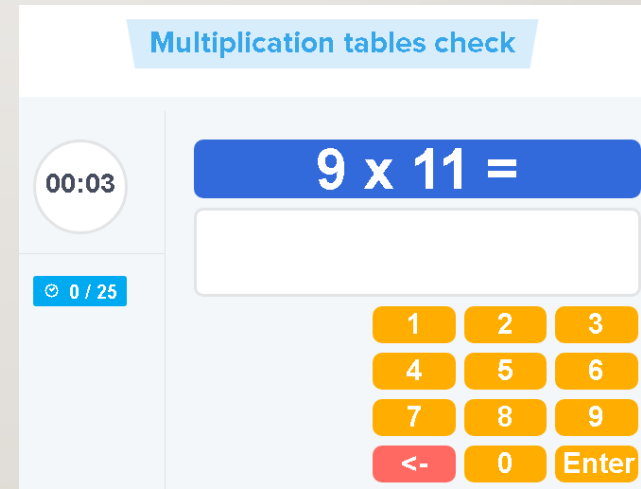 Multiplication tables check
00:03
9 x 11 =
0 / 25
1 2 3
4 5 6
7 8 9
<- 0 Enter